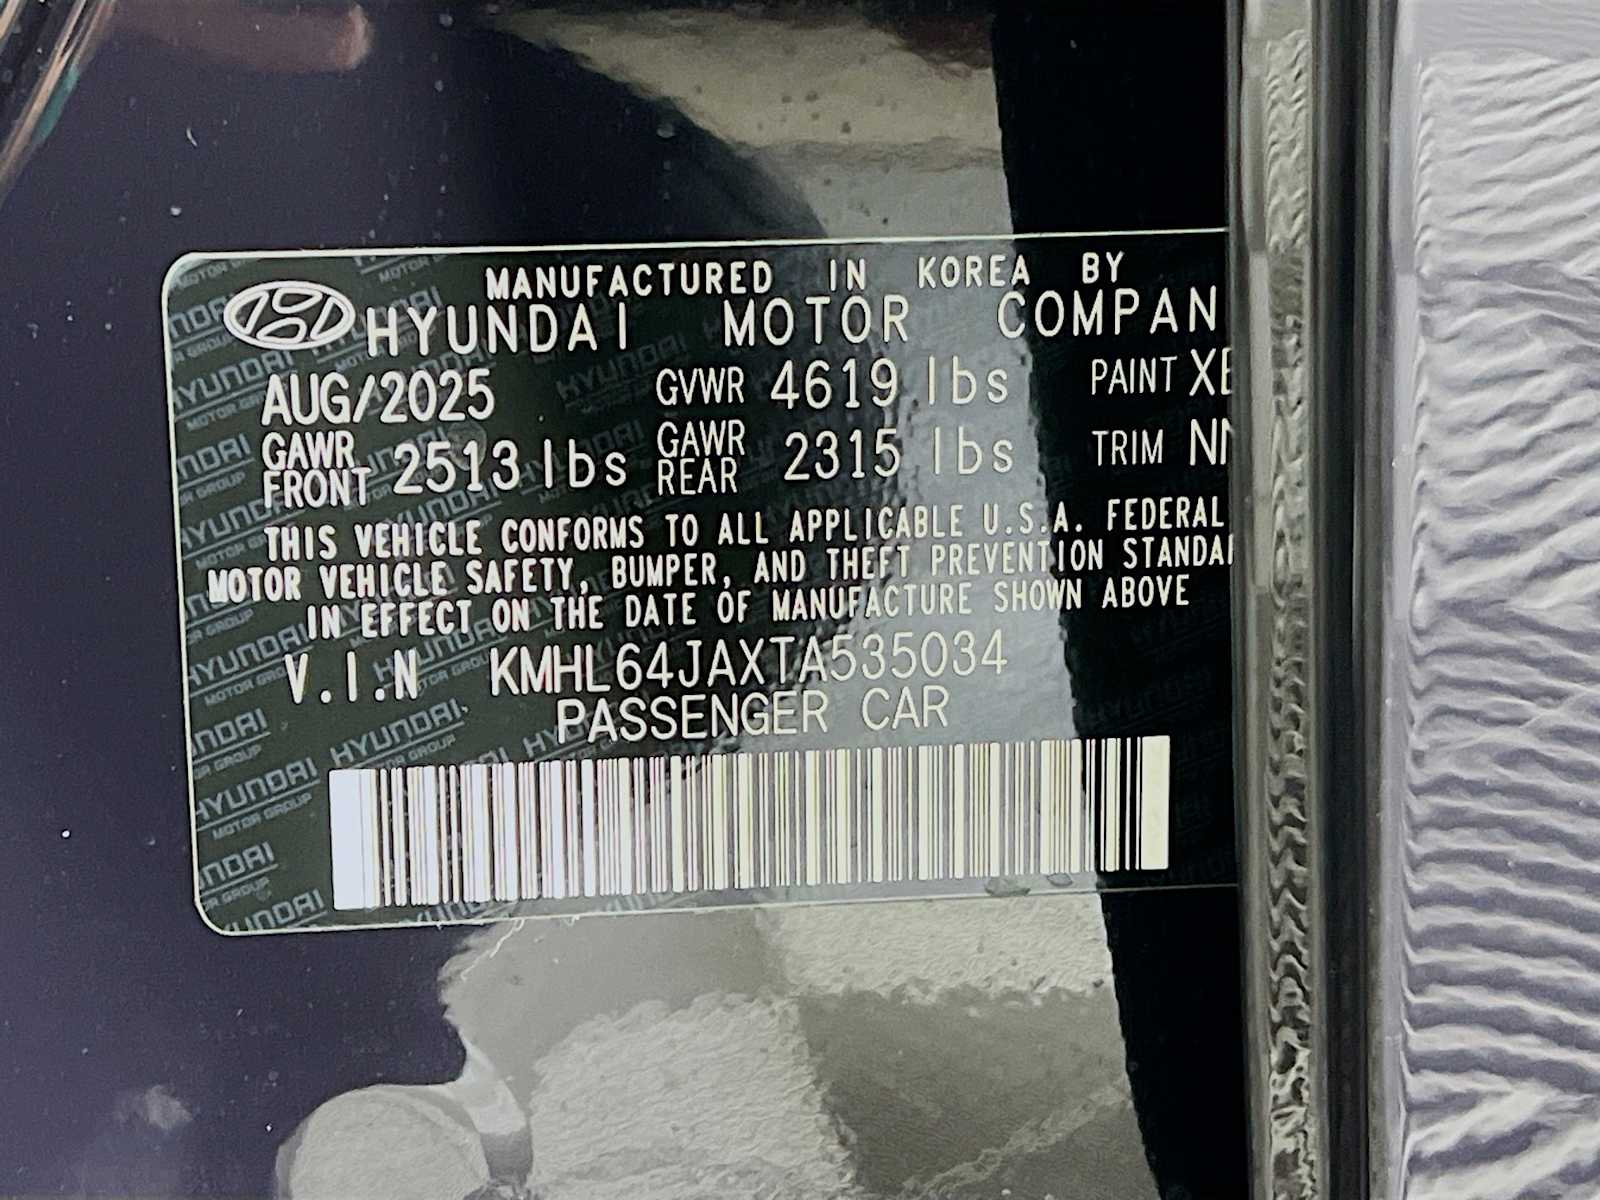 MANUFACTURED IN KOREA BY
HYUNDAI MOTOR COMPAN
AUG/2025 GVWR 4619 lbs PAINT
GAWR FRONT 2513 lbs GAWR REAR 2315 lbs TRIM
THIS VEHICLE CONFORMS TO ALL APPLICABLE U.S.A. FEDERAL
MOTOR VEHICLE SAFETY, BUMPER, AND THEFT PREVENTION STANDA
IN EFFECT ON THE DATE OF MANUFACTURE SHOWN ABOVE
V.I.N KMHL64JAXTA535034
PASSENGER CAR